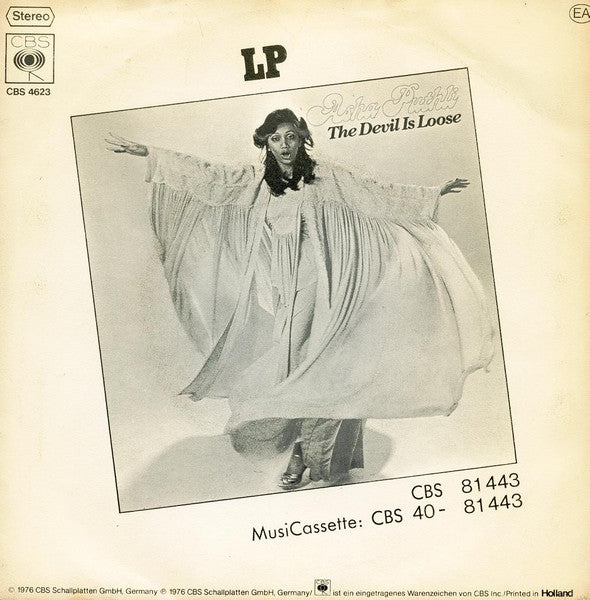 Stereo
EA
CBS
CBS 4623
LP
Asha Puthli
The Devil Is Loose
CBS 81443
MusiCassette: CBS 40- 81443
© 1976 CBS Schallplatten GmbH, Germany ℗ 1976 CBS Schallplatten GmbH, Germany/ CBS ist ein eingetragenes Warenzeichen von CBS Inc./Printed in Holland